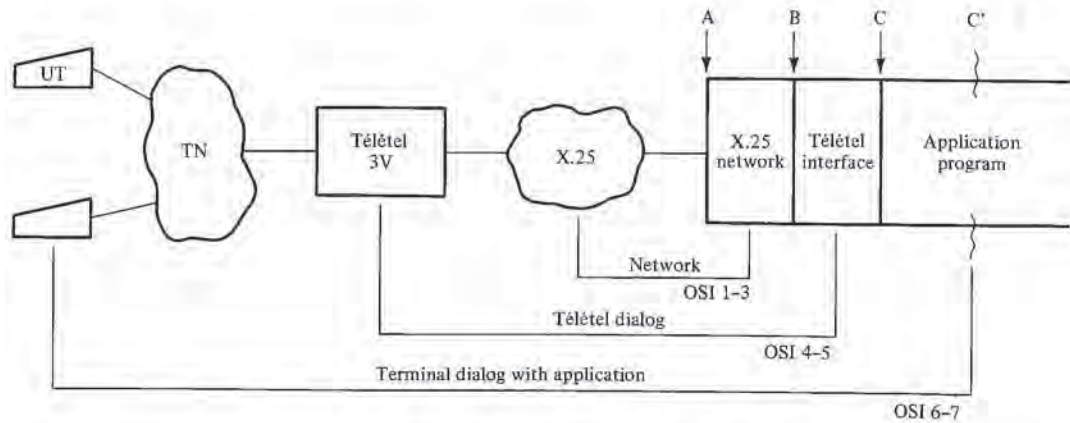 A B C C'
UT
TN
Télétel
3V
X.25
X.25
network
Télétel
interface
Application
program
Network
OSI 1–3
Télétel dialog
OSI 4–5
Terminal dialog with application
OSI 6–7